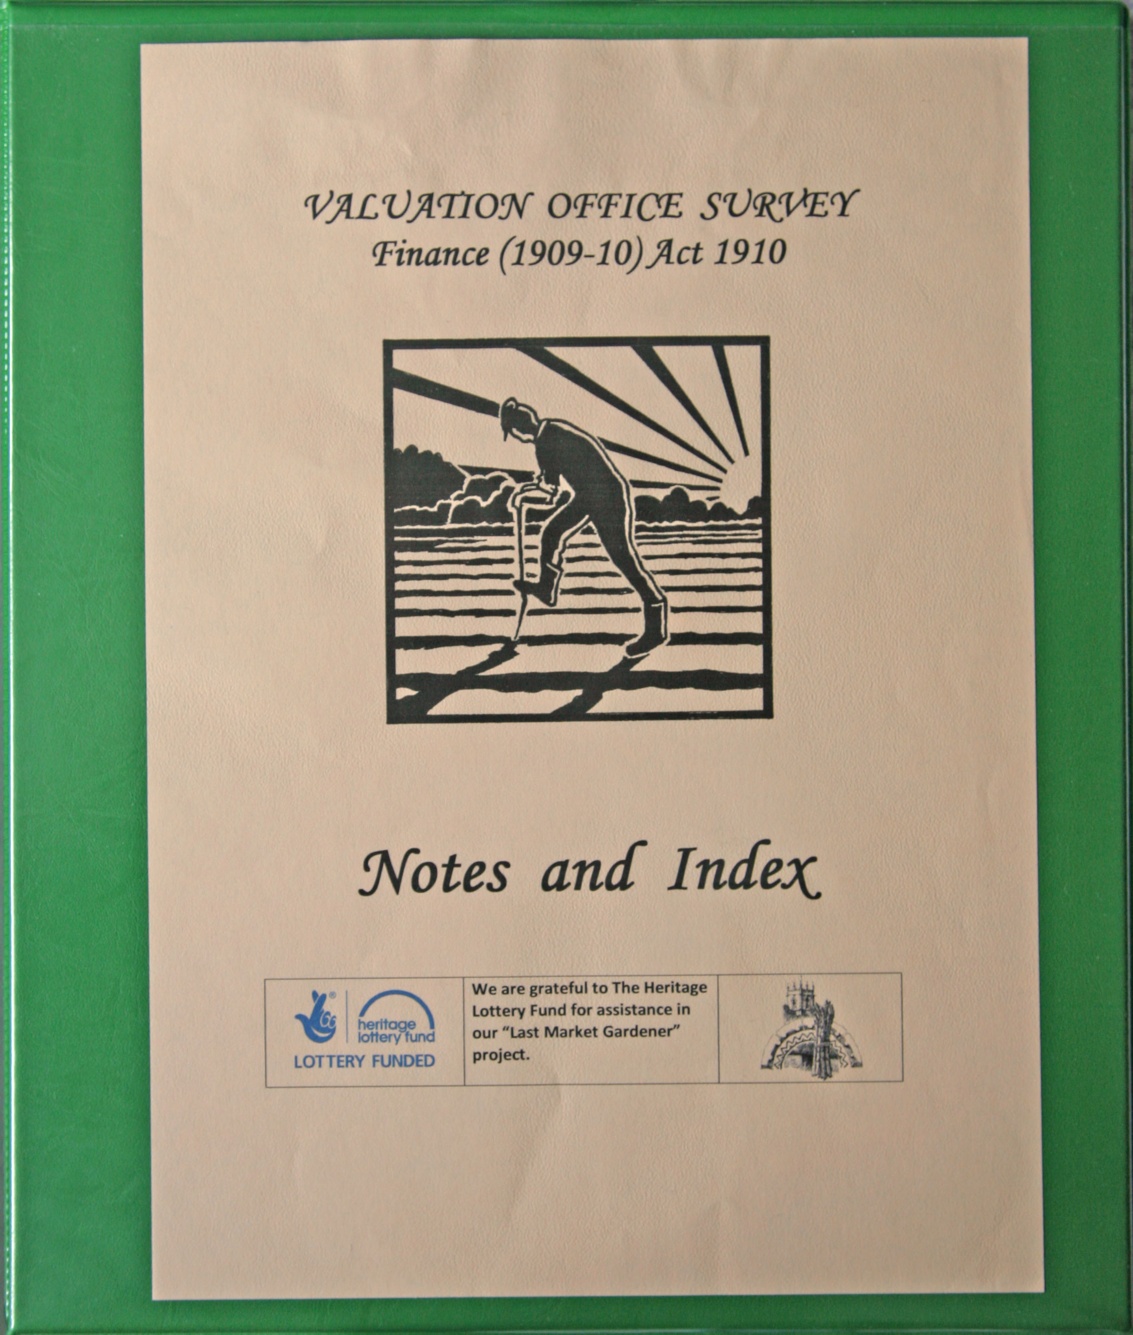 VALUATION OFFICE SURVEY
Finance (1909-10) Act 1910
Notes and Index
heritage
lottery fund
LOTTERY FUNDED
We are grateful to The Heritage
Lottery Fund for assistance in
our “Last Market Gardener”
project.